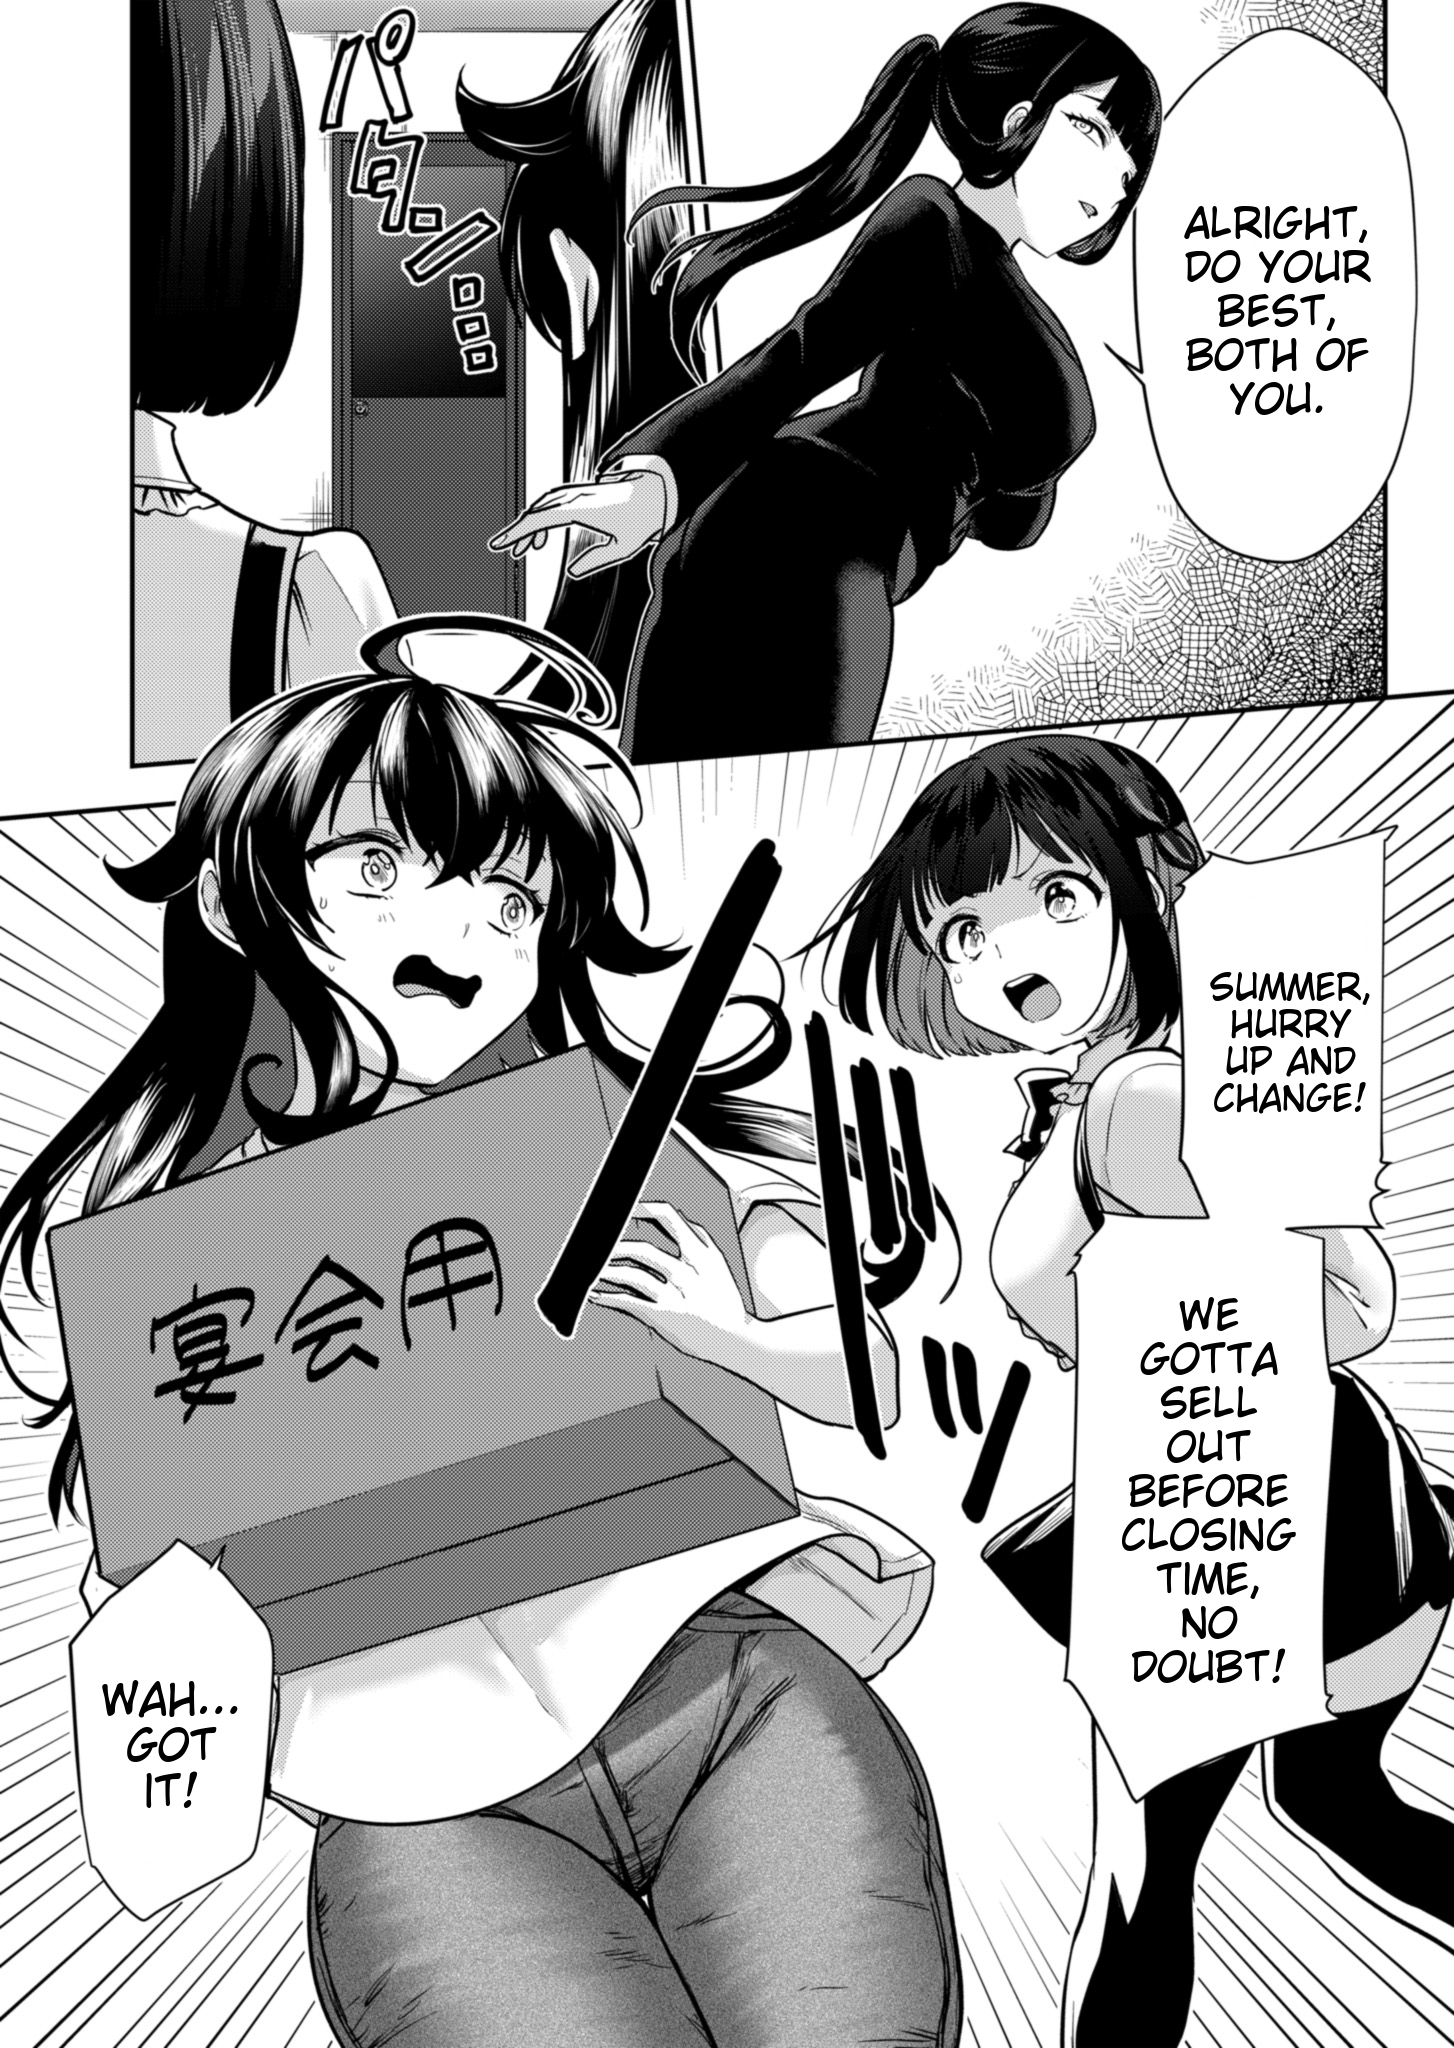 ALRIGHT,
DO YOUR
BEST,
BOTH OF
YOU.
パタン…
SUMMER,
HURRY
UP AND
CHANGE!
WE
GOTTA
SELL
OUT
BEFORE
CLOSING
TIME,
NO
DOUBT!
宴会用
WAH...
GOT
IT!